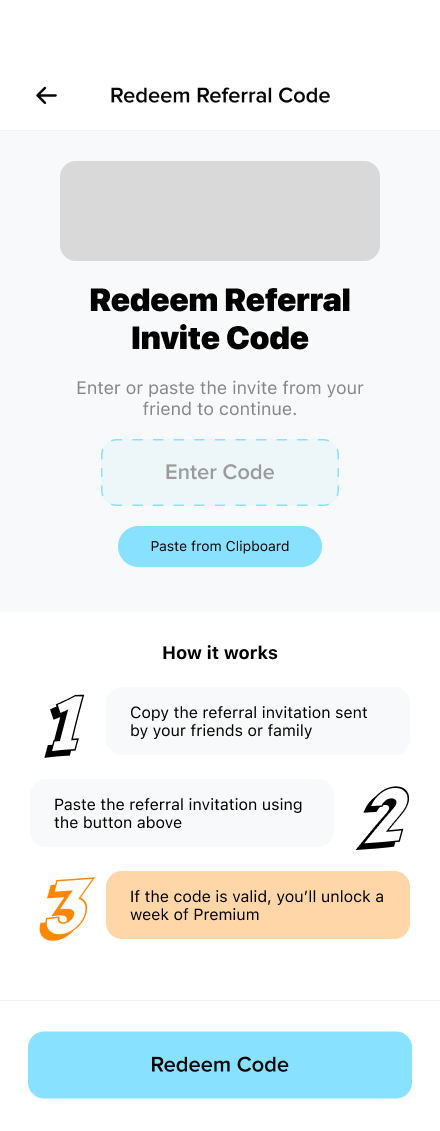 Redeem Referral Code
Redeem Referral
Invite Code
Enter or paste the invite from your
friend to continue.
Enter Code
Paste from Clipboard
How it works
1
Copy the referral invitation sent
by your friends or family
Paste the referral invitation using
the button above
2
3
If the code is valid, you’ll unlock a
week of Premium
Redeem Code